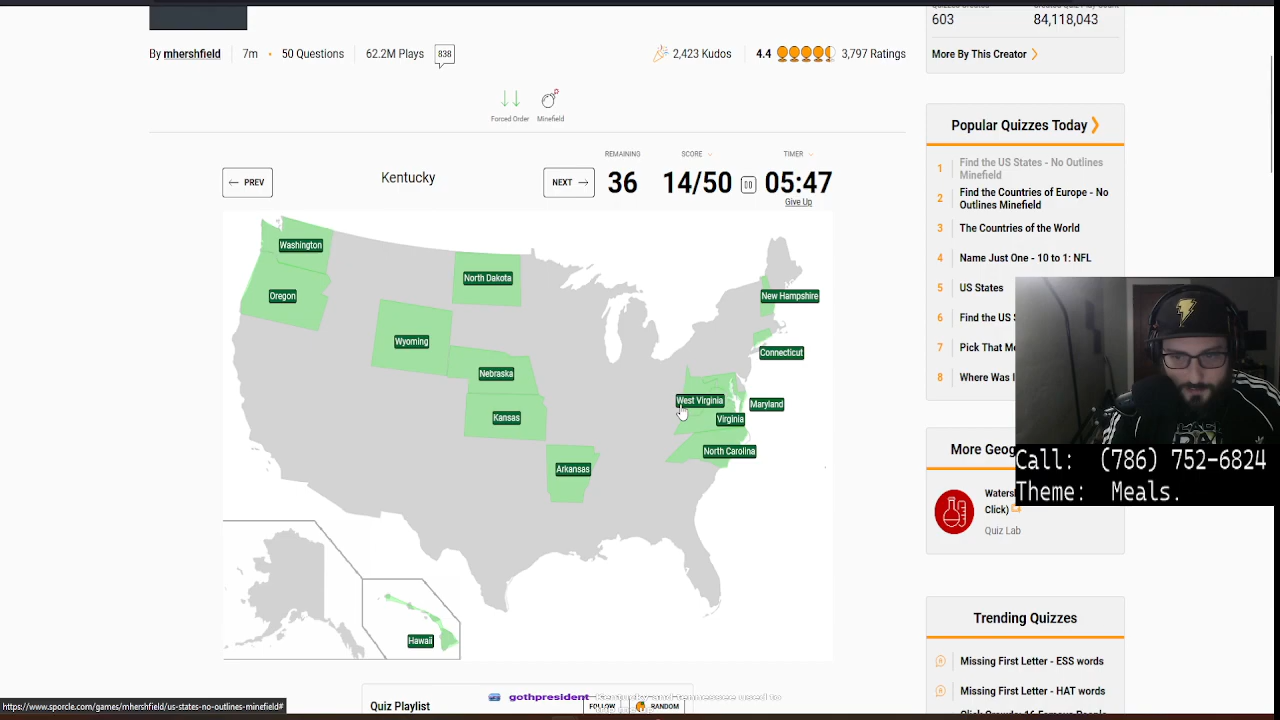 603
84,118,043
By mhershfield
7m • 50 Questions
62.2M Plays
838
2,423 Kudos
4.4
3,797 Ratings
More By This Creator
Forced Order
Minefield
Popular Quizzes Today
1 Find the US States - No Outlines
Minefield
2 Find the Countries of Europe - No
Outlines Minefield
3 The Countries of the World
4 Name Just One - 10 to 1: NFL
5 US States
6 Find the US S
7 Pick That M
8 Where Was I
← PREV
Kentucky
NEXT →
REMAINING
36
SCORE
14/50
TIMER
05:47
Give Up
Washington
Oregon
North Dakota
New Hampshire
Wyoming
Connecticut
Nebraska
West Virginia
Maryland
Kansas
Virginia
North Carolina
Arkansas
Hawaii
More Geog
Waters
Click)
Quiz Lab
Call: (786) 752-6824
Theme: Meals.
Trending Quizzes
Missing First Letter - ESS words
Missing First Letter - HAT words
Quiz Playlist
gothpresident Kentucky and tennessee used to
FOLLOW
RANDOM
https://www.sporcle.com/games/mhershfield/us-states-no-outlines-minefield#